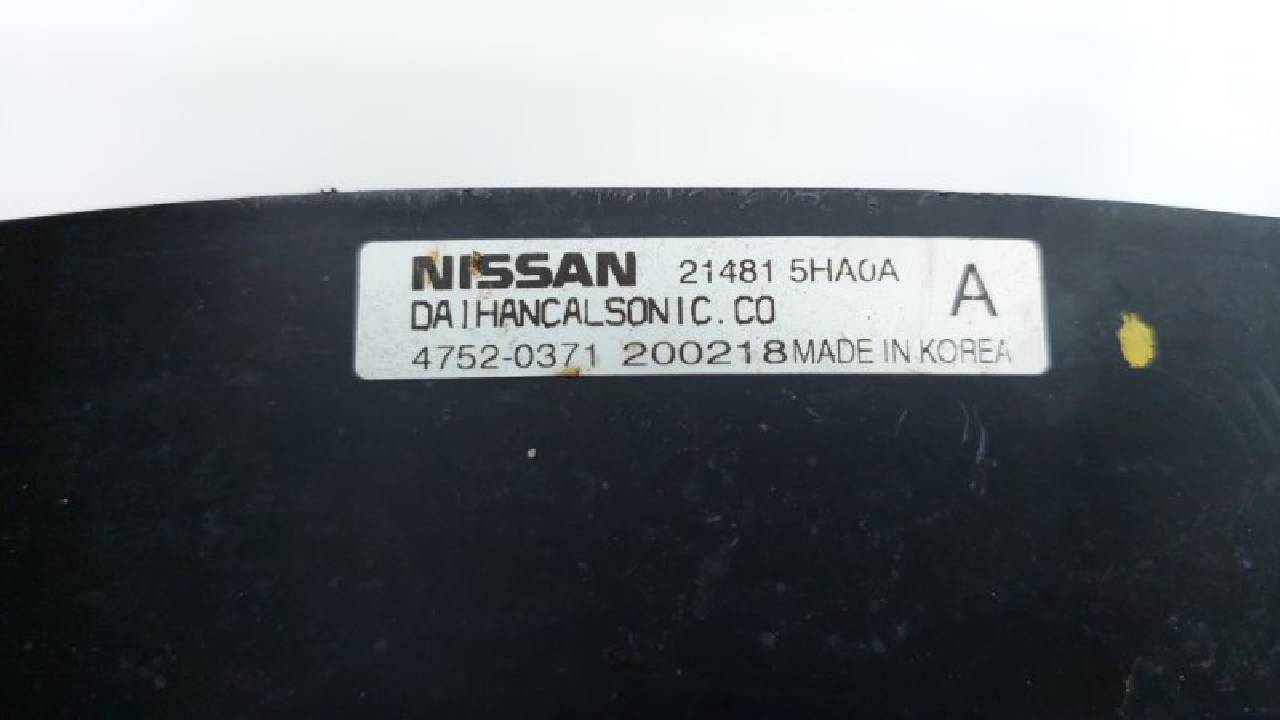 NISSAN 21481 5HA0A A
DAIHANCALSONIC.CO
4752-0371 200218 MADE IN KOREA